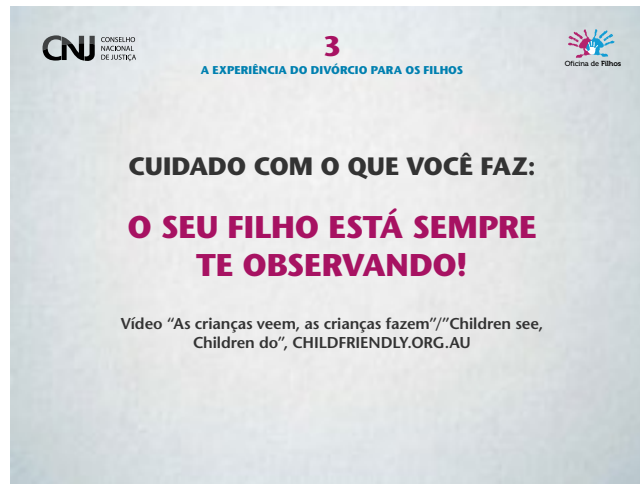 CNJ CONSELHO
NACIONAL
DE JUSTIÇA
3
A EXPERIÊNCIA DO DIVÓRCIO PARA OS FILHOS
Oficina de Filhos
CUIDADO COM O QUE VOCÊ FAZ:
O SEU FILHO ESTÁ SEMPRE
TE OBSERVANDO!
Vídeo “As crianças veem, as crianças fazem”/”Children see,
Children do”, CHILDFRIENDLY.ORG.AU